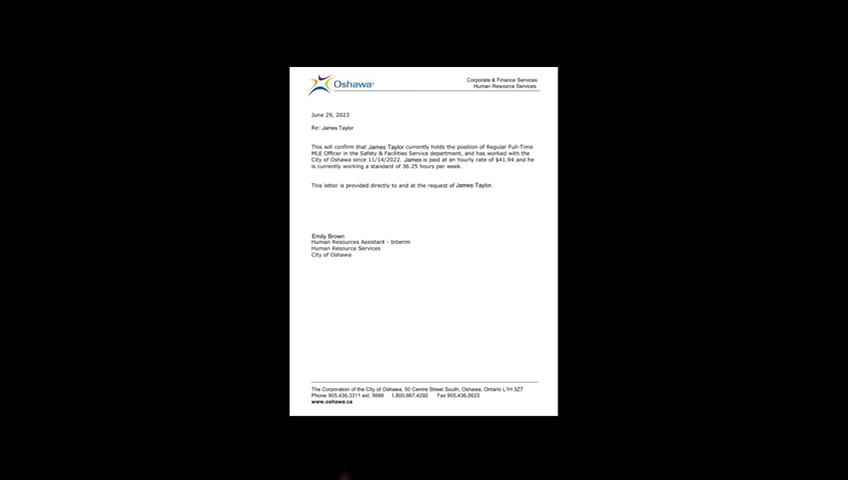 Oshawa
Corporate & Finance Services
Human Resource Services
June 29, 2023
Re: James Taylor
This will confirm that James Taylor currently holds the position of Regular Full-Time
MLE Officer in the Safety & Facilities Service department, and has worked with the
City of Oshawa since 11/14/2022. James is paid at an hourly rate of $41.94 and he
is currently working a standard of 36.25 hours per week.
This letter is provided directly to and at the request of James Taylor.
Emily Brown
Human Resources Assistant - Interim
Human Resource Services
City of Oshawa
The Corporation of the City of Oshawa, 50 Centre Street South, Oshawa, Ontario L1H 3Z7
Phone 905.436.3311 ext. 5666 1.800.667.4292 Fax 905.436.5623
www.oshawa.ca